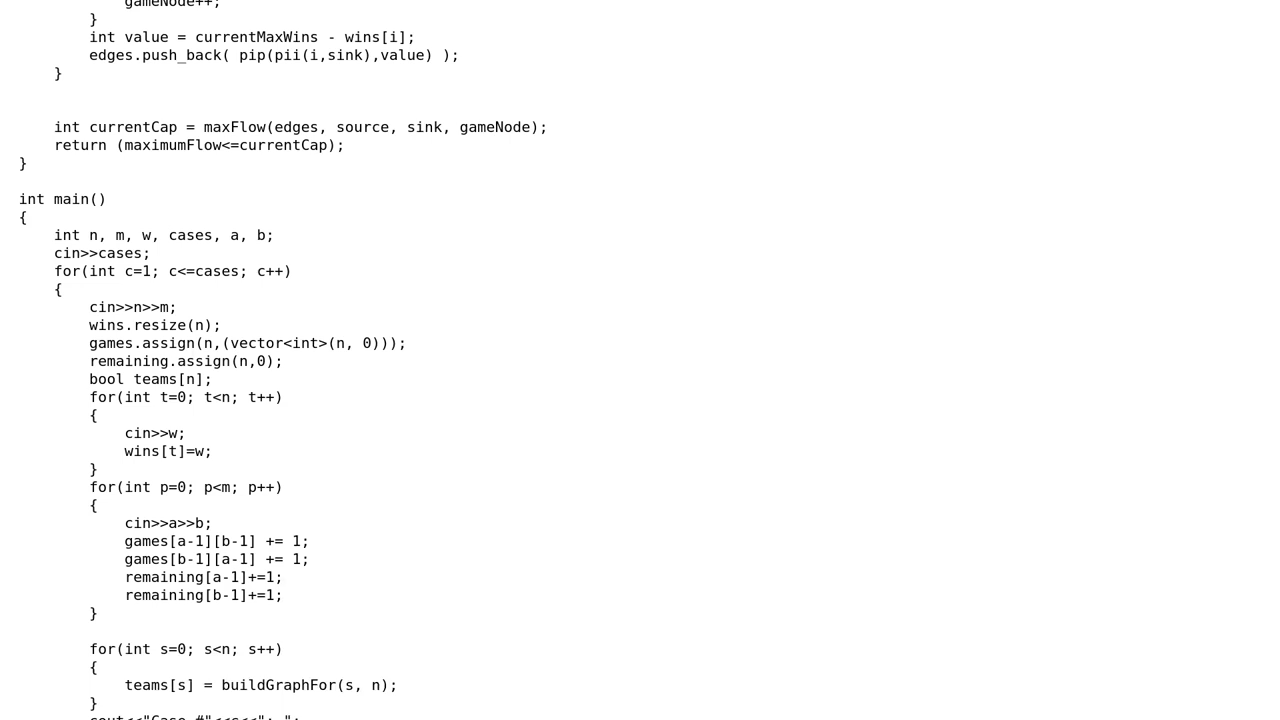 gameNode++;
}
int value = currentMaxWins - wins[i];
edges.push_back( pip(pii(i,sink),value) );
}
int currentCap = maxFlow(edges, source, sink, gameNode);
return (maximumFlow<=currentCap);
}
int main()
{
int n, m, w, cases, a, b;
cin>>cases;
for(int c=1; c<=cases; c++)
{
cin>>n>>m;
wins.resize(n);
games.assign(n,(vector<int>(n, 0)));
remaining.assign(n,0);
bool teams[n];
for(int t=0; t<n; t++)
{
cin>>w;
wins[t]=w;
}
for(int p=0; p<m; p++)
{
cin>>a>>b;
games[a-1][b-1] += 1;
games[b-1][a-1] += 1;
remaining[a-1]+=1;
remaining[b-1]+=1;
}
for(int s=0; s<n; s++)
{
teams[s] = buildGraphFor(s, n);
}
cout<<"Case #"<<c<<": ";